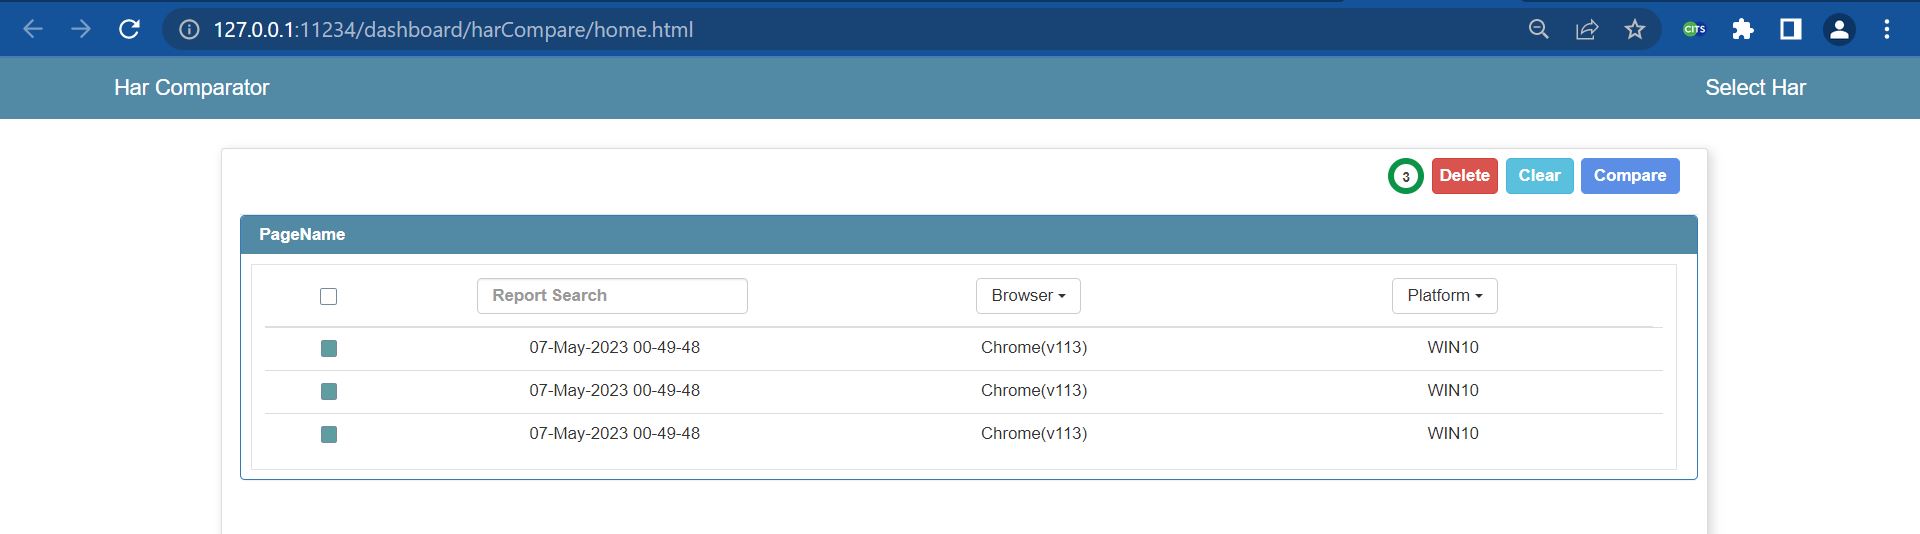 127.0.0.1:11234/dashboard/harCompare/home.html
CITS
Har Comparator
Select Har
3 Delete Clear Compare
PageName
Report Search Browser Platform
07-May-2023 00-49-48 Chrome(v113) WIN10
07-May-2023 00-49-48 Chrome(v113) WIN10
07-May-2023 00-49-48 Chrome(v113) WIN10